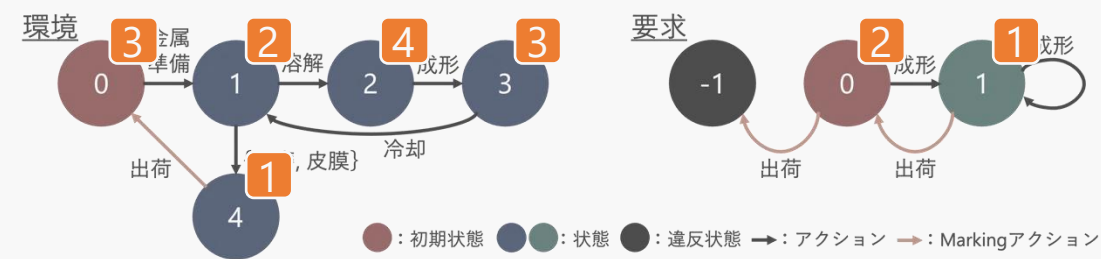 環境
3
金属
準備
2
溶解
4
成形
3
0
1
2
3
冷却
出荷
, 皮膜}
1
4
要求
2
成形
1
成形
-1
0
1
出荷
出荷
：初期状態
：状態
：違反状態
：アクション
：Markingアクション